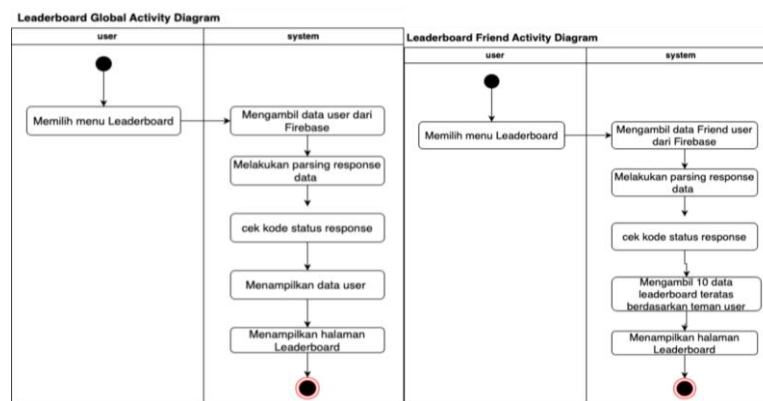 Leaderboard Global Activity Diagram
user
system
Memilih menu Leaderboard
Mengambil data user dari
Firebase
Melakukan parsing response
data
cek kode status response
Menampilkan data user
Menampilkan halaman
Leaderboard
Leaderboard Friend Activity Diagram
user
system
Memilih menu Leaderboard
Mengambil data Friend user
dari Firebase
Melakukan parsing response
data
cek kode status response
Mengambil 10 data
leaderboard teratas
berdasarkan teman user
Menampilkan halaman
Leaderboard